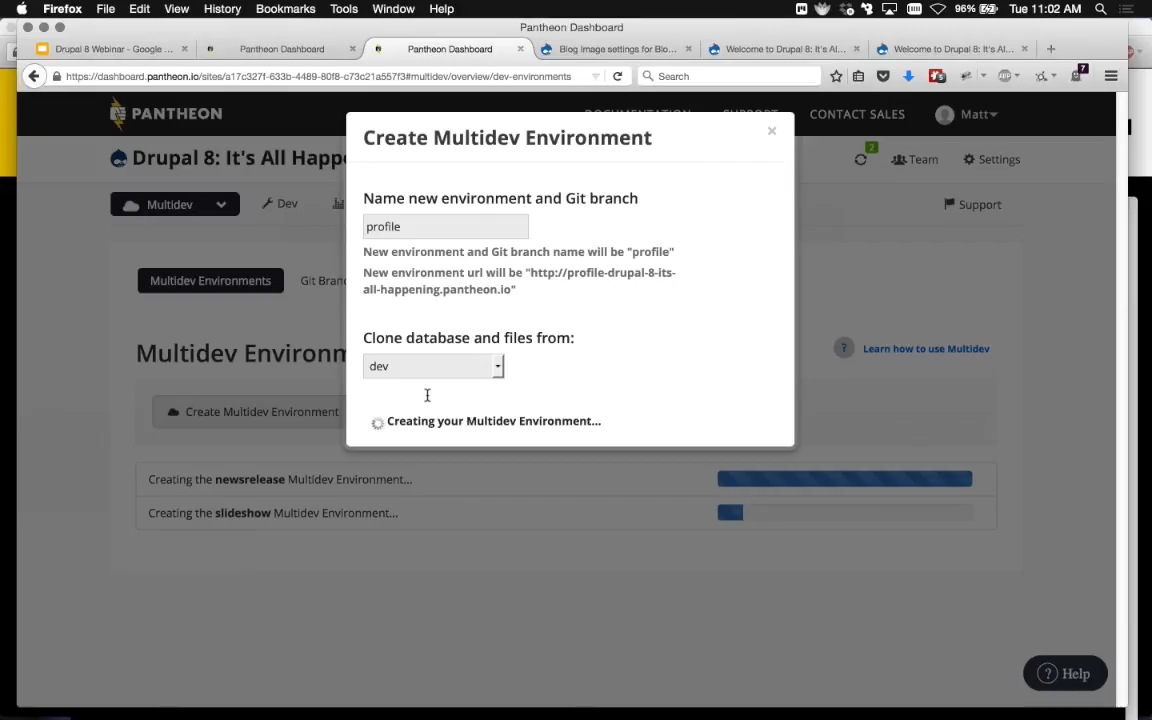 Firefox File Edit View History Bookmarks Tools Window Help 96% Tue 11:02 AM
Pantheon Dashboard
Drupal 8 Webinar - Google ... × Pantheon Dashboard × Pantheon Dashboard × Blog Image settings for Blo... × Welcome to Drupal 8: It's Al... × Welcome to Drupal 8: It's Al... × +
https://dashboard.pantheon.io/sites/a17c327f-633b-4489-80f8-c73c21a557f3#multidev/overview/dev-environments Search 7
PANTHEON DOCUMENTATION SUPPORT CONTACT SALES Matt
Create Multidev Environment ×
Drupal 8: It's All Happe 2 Team Settings
Multidev Dev Support
Name new environment and Git branch
profile
New environment and Git branch name will be "profile"
New environment url will be "http://profile-drupal-8-its-
all-happening.pantheon.io"
Multidev Environments Git Bran
Clone database and files from:
dev
Multidev Environm ? Learn how to use Multidev
Create Multidev Environment
Creating your Multidev Environment...
Creating the newsrelease Multidev Environment...
Creating the slideshow Multidev Environment...
? Help